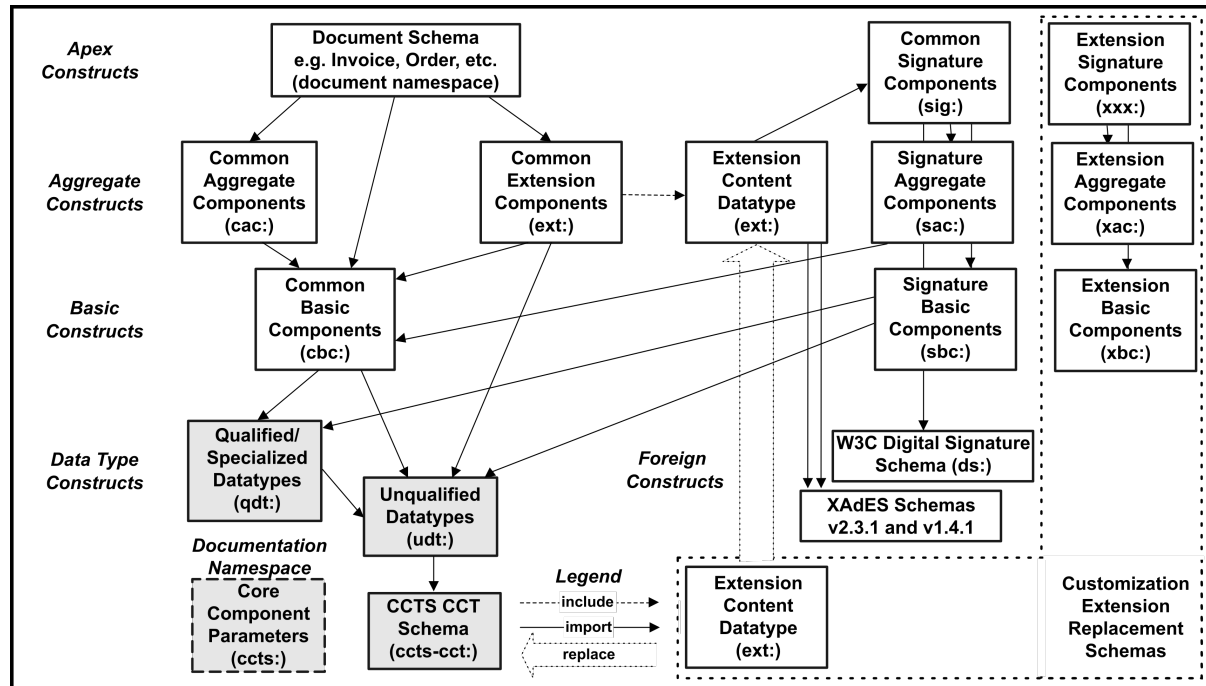 Apex
Constructs
Document Schema
e.g. Invoice, Order, etc.
(document namespace)
Common
Signature
Components
(sig:)
Extension
Signature
Components
(xxx:)
Aggregate
Constructs
Common
Aggregate
Components
(cac:)
Common
Extension
Components
(ext:)
Extension
Content
Datatype
(ext:)
Signature
Aggregate
Components
(sac:)
Extension
Aggregate
Components
(xac:)
Basic
Constructs
Common
Basic
Components
(cbc:)
Signature
Basic
Components
(sbc:)
Extension
Basic
Components
(xbc:)
Data Type
Constructs
Qualified/
Specialized
Datatypes
(qdt:)
Unqualified
Datatypes
(udt:)
Foreign
Constructs
W3C Digital Signature
Schema (ds:)
XAdES Schemas
v2.3.1 and v1.4.1
Documentation
Namespace
Core
Component
Parameters
(ccts:)
CCTS CCT
Schema
(ccts-cct:)
Legend
include
import
replace
Extension
Content
Datatype
(ext:)
Customization
Extension
Replacement
Schemas